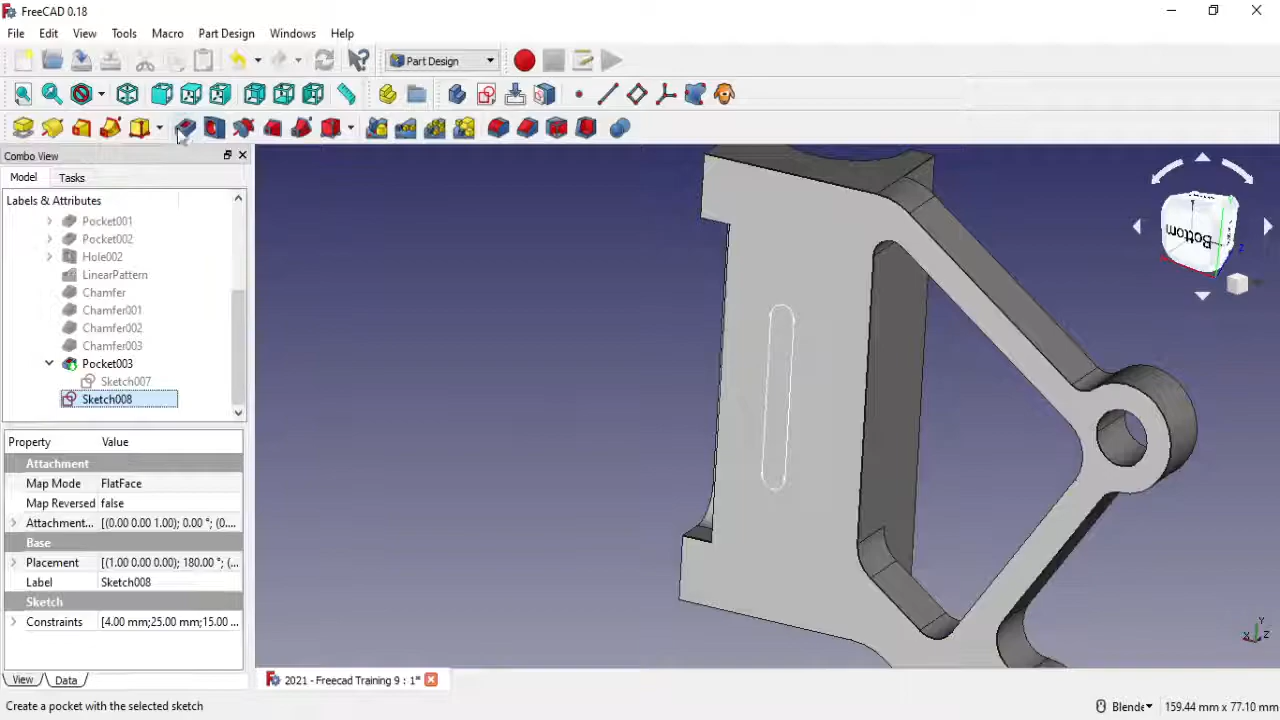 FreeCAD 0.18
File Edit View Tools Macro Part Design Windows Help
Part Design
Combo View
Model Tasks
Labels & Attributes
Pocket001
Pocket002
Hole002
LinearPattern
Chamfer
Chamfer001
Chamfer002
Chamfer003
Pocket003
Sketch007
Sketch008
Property Value
Attachment
Map Mode FlatFace
Map Reversed false
Attachment... [(0.00 0.00 1.00); 0.00 °; (0....
Base
Placement [(1.00 0.00 0.00); 180.00 °; (...
Label Sketch008
Sketch
Constraints [4.00 mm;25.00 mm;15.00 ...
View Data
Bottom
X Y Z
2021 - Freecad Training 9 : 1*
Create a pocket with the selected sketch
Blende 159.44 mm x 77.10 mm